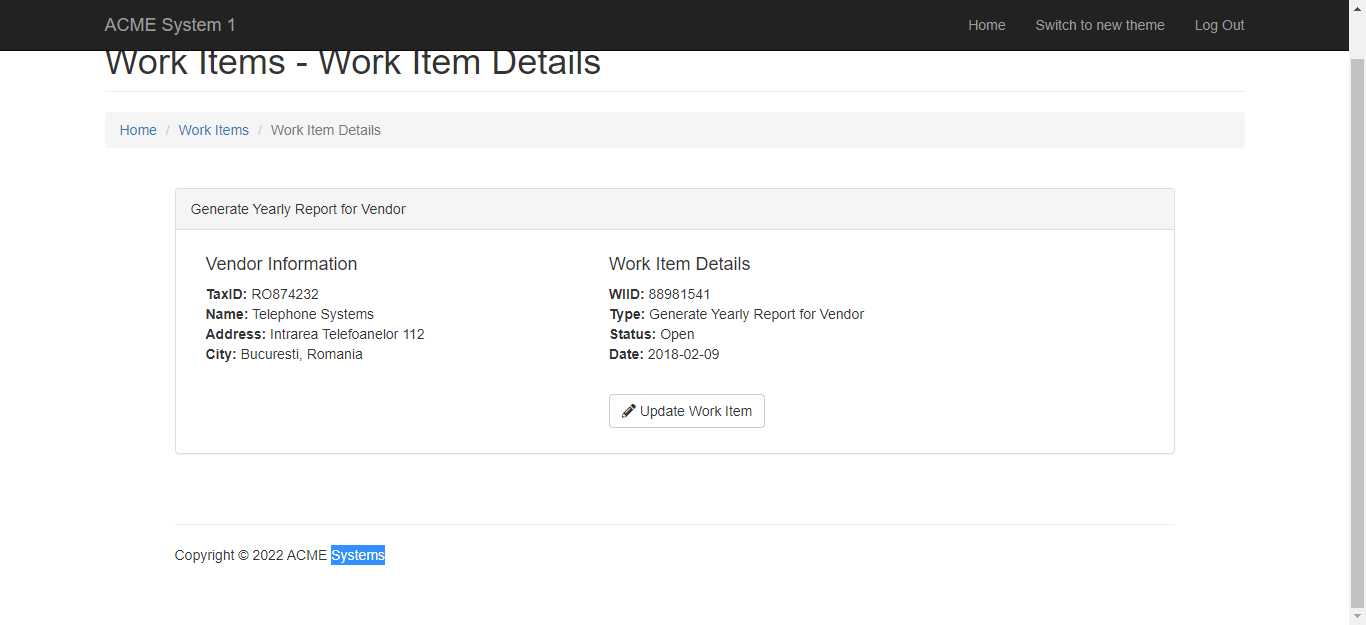 ACME System 1 Home Switch to new theme Log Out
Work Items - Work Item Details
Home / Work Items / Work Item Details
Generate Yearly Report for Vendor
Vendor Information
TaxID: RO874232
Name: Telephone Systems
Address: Intrarea Telefoanelor 112
City: Bucuresti, Romania
Work Item Details
WIID: 88981541
Type: Generate Yearly Report for Vendor
Status: Open
Date: 2018-02-09
Update Work Item
Copyright © 2022 ACME Systems